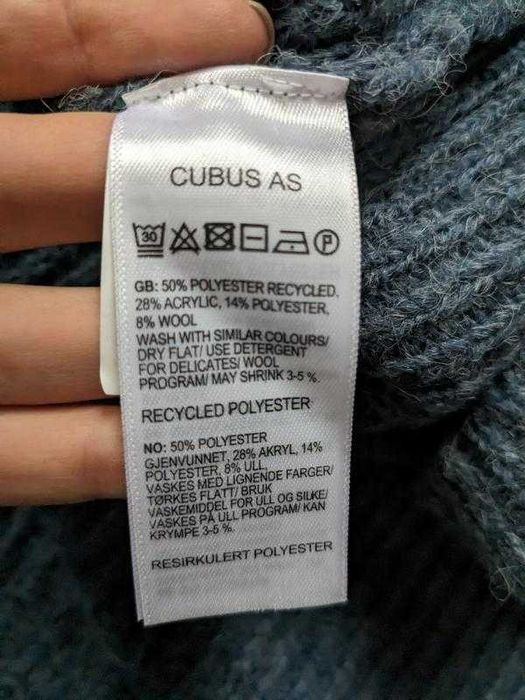 CUBUS AS
30 P
GB: 50% POLYESTER RECYCLED,
28% ACRYLIC, 14% POLYESTER,
8% WOOL
WASH WITH SIMILAR COLOURS/
DRY FLAT/ USE DETERGENT
FOR DELICATES/ WOOL
PROGRAM/ MAY SHRINK 3-5 %.
RECYCLED POLYESTER
NO: 50% POLYESTER
GJENVUNNET, 28% AKRYL, 14%
POLYESTER, 8% ULL.
VASKES MED LIGNENDE FARGER/
TØRKES FLATT/ BRUK
VASKEMIDDEL FOR ULL OG SILKE/
VASKES PÅ ULL PROGRAM/ KAN
KRYMPE 3-5 %.
RESIRKULERT POLYESTER